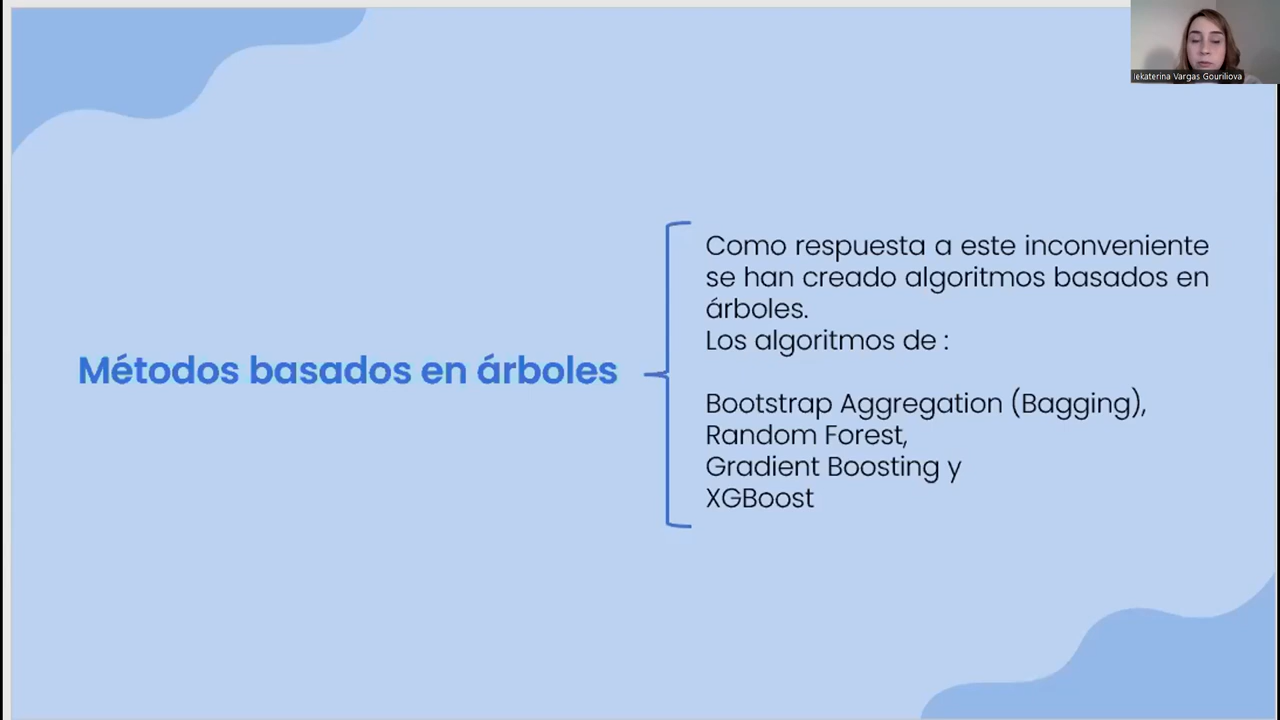 Iekaterina Vargas Gouriliova
Como respuesta a este inconveniente
se han creado algoritmos basados en
árboles.
Los algoritmos de :
Métodos basados en árboles
Bootstrap Aggregation (Bagging),
Random Forest,
Gradient Boosting y
XGBoost